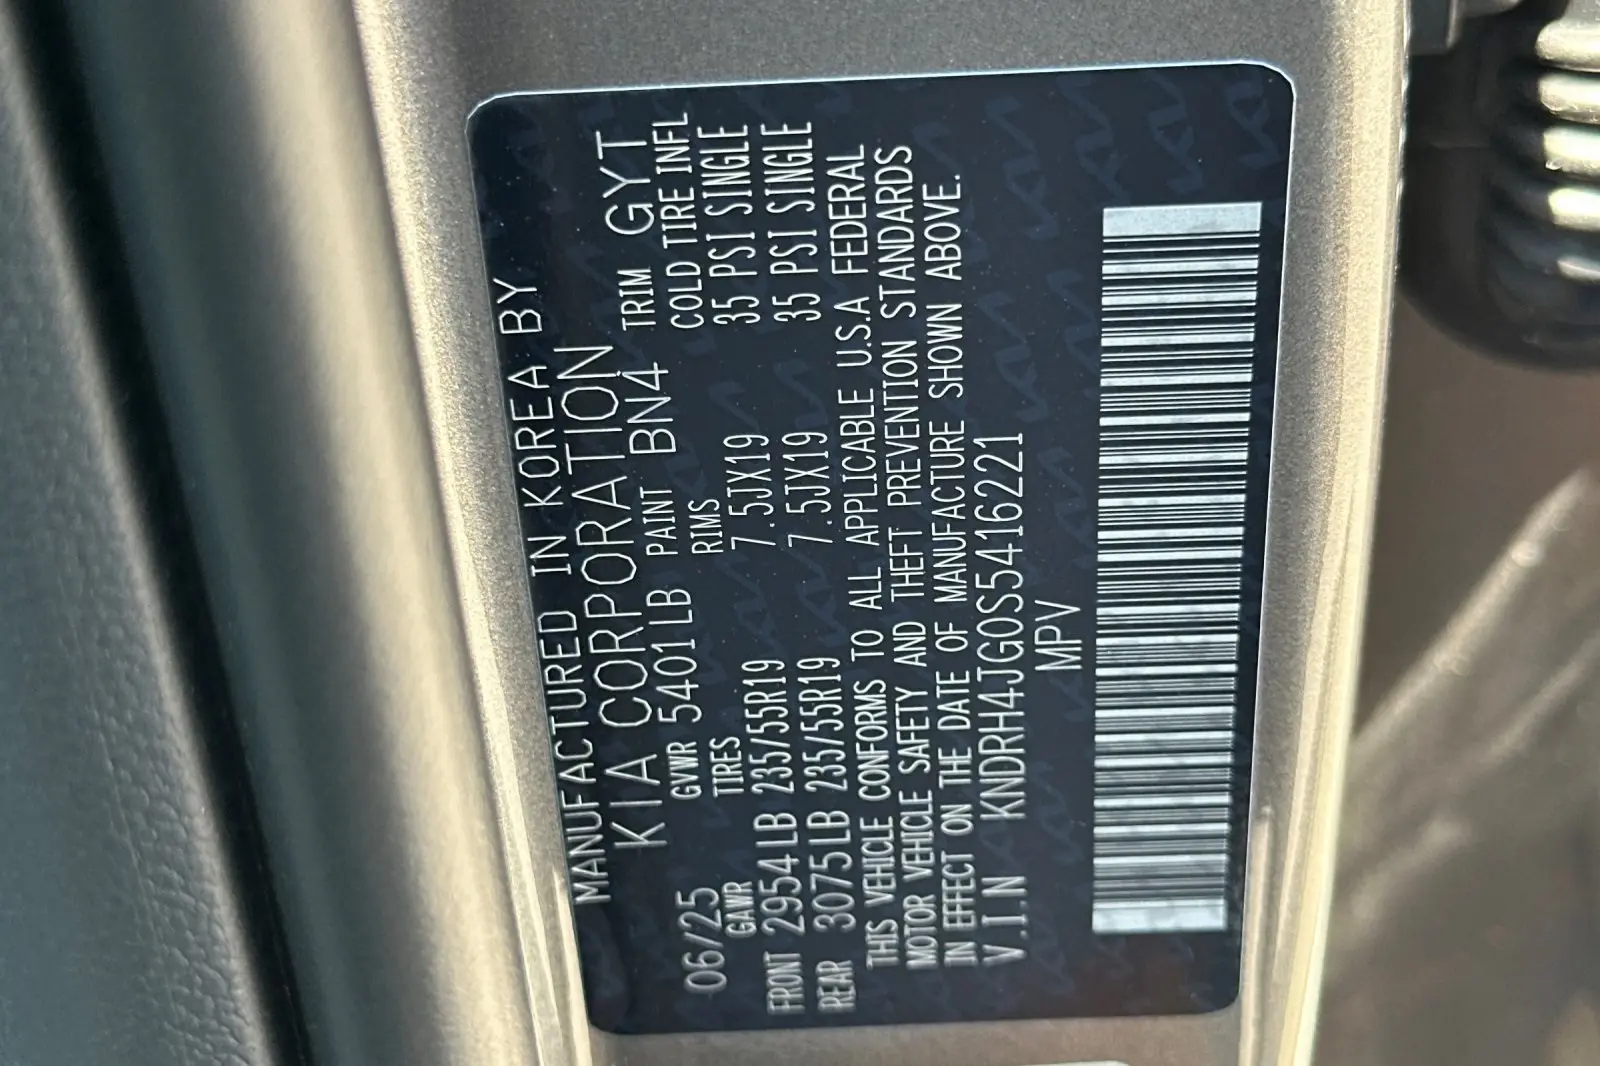 MANUFACTURED IN KOREA BY
KIA CORPORATION
06/25 GVWR 5401LB PAINT BN4 TRIM GYT
GAWR TIRES RIMS COLD TIRE INFL
FRONT 2954LB 235/55R19 7.5JX19 35 PSI SINGLE
REAR 3075LB 235/55R19 7.5JX19 35 PSI SINGLE
THIS VEHICLE CONFORMS TO ALL APPLICABLE U.S.A FEDERAL
MOTOR VEHICLE SAFETY AND THEFT PREVENTION STANDARDS
IN EFFECT ON THE DATE OF MANUFACTURE SHOWN ABOVE.
V.I.N KNDRH4JG0S5416221
MPV